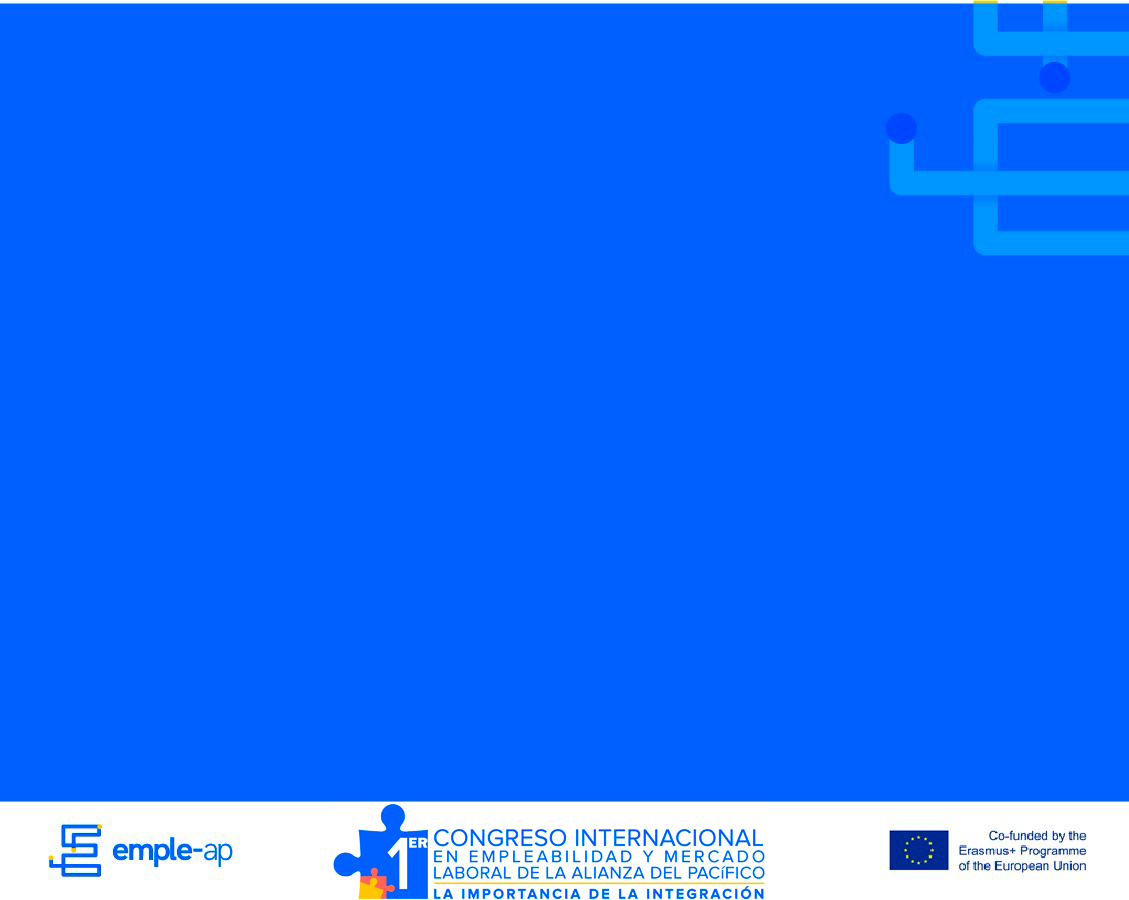 emple-ap
1ER
CONGRESO INTERNACIONAL
EN EMPLEABILIDAD Y MERCADO
LABORAL DE LA ALIANZA DEL PACíFICO
LA IMPORTANCIA DE LA INTEGRACIÓN
Co-funded by the
Erasmus+ Programme
of the European Union